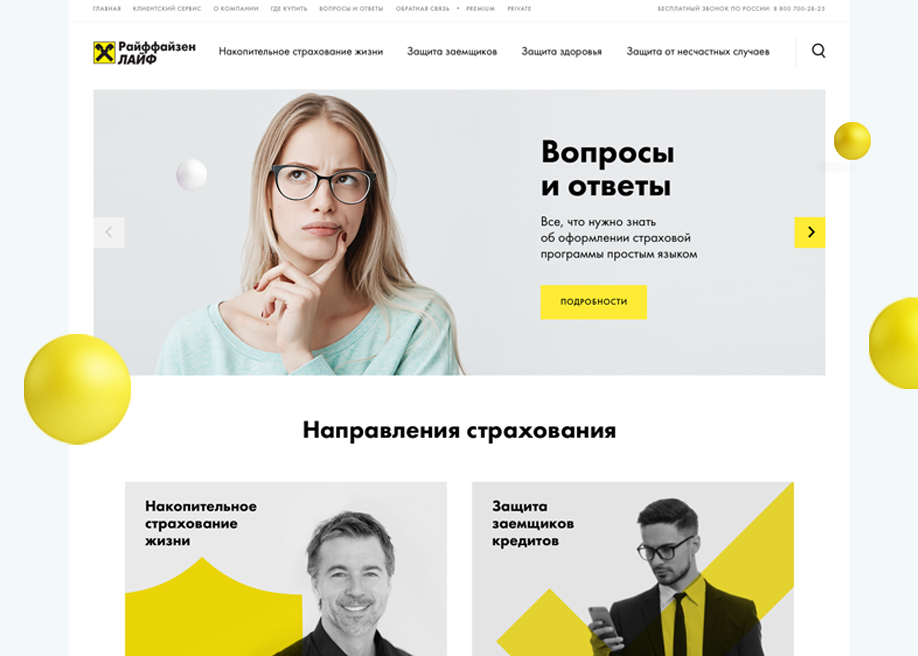 ГЛАВНАЯ КЛИЕНТСКИЙ СЕРВИС О КОМПАНИИ ГДЕ КУПИТЬ ВОПРОСЫ И ОТВЕТЫ ОБРАТНАЯ СВЯЗЬ • PREMIUM PRIVATE БЕСПЛАТНЫЙ ЗВОНОК ПО РОССИИ: 8 800 700-28-25
Райффайзен
ЛАЙФ
Накопительное страхование жизни Защита заемщиков Защита здоровья Защита от несчастных случаев
Вопросы
и ответы
Все, что нужно знать
об оформлении страховой
программы простым языком
ПОДРОБНОСТИ
Направления страхования
Накопительное
страхование
жизни
Защита
заемщиков
кредитов